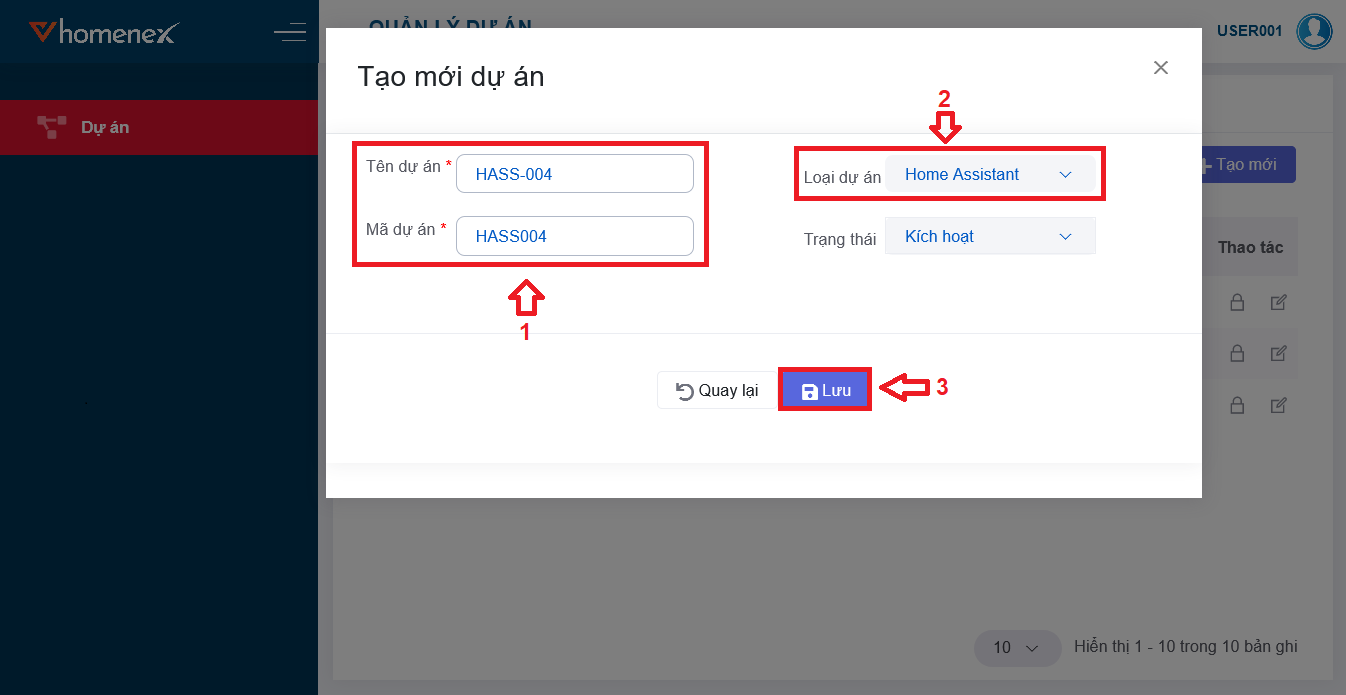 Vhomenex
QUẢN LÝ DỰ ÁN
USER001
Tạo mới dự án
2
Dự án
Tên dự án * HASS-004
Loại dự án Home Assistant
+ Tạo mới
Mã dự án * HASS004
Trạng thái Kích hoạt
Thao tác
1
Quay lại
Lưu
3
10
Hiển thị 1 - 10 trong 10 bản ghi